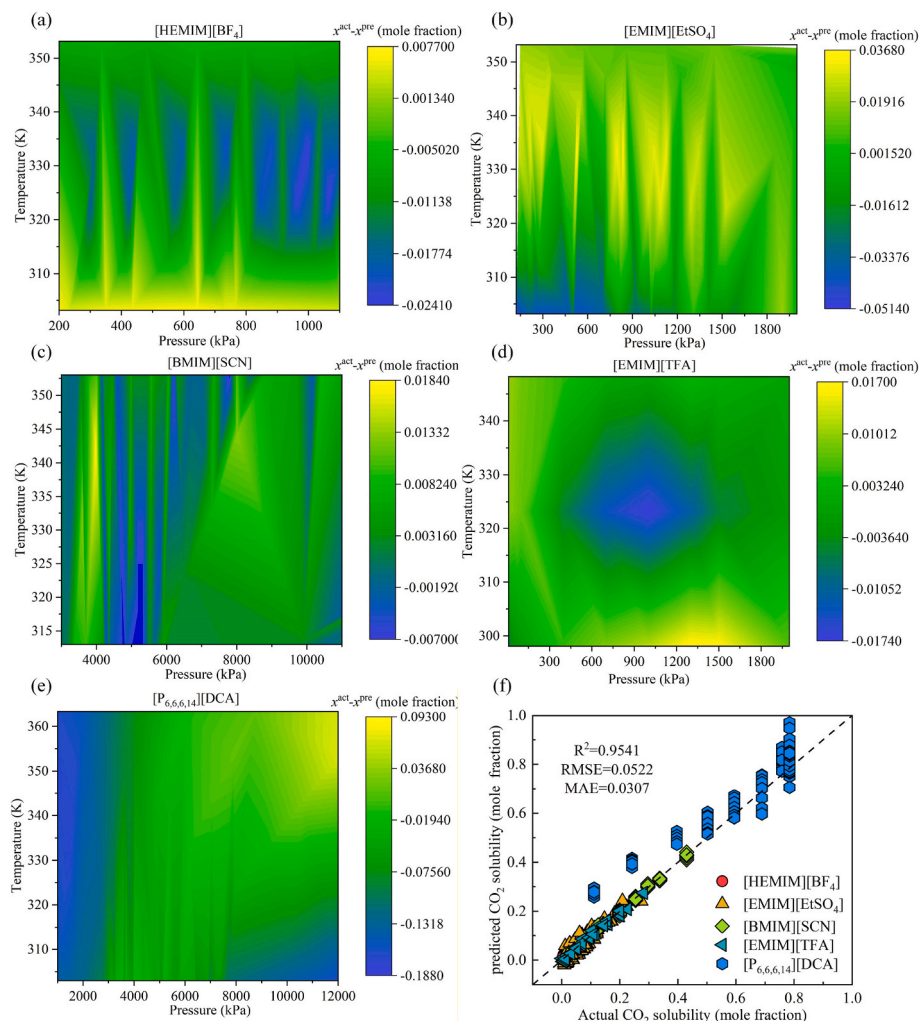 (a)
[HEMIM][BF4]
x^act-x^pre (mole fraction)
Temperature (K)
350
340
330
320
310
200 400 600 800 1000
Pressure (kPa)
0.007700
0.001340
-0.005020
-0.01138
-0.01774
-0.02410
(b)
[EMIM][EtSO4]
x^act-x^pre (mole fraction)
Temperature (K)
350
340
330
320
310
300 600 900 1200 1500 1800
Pressure (kPa)
0.03680
0.01916
0.001520
-0.01612
-0.03376
-0.05140
(c)
[BMIM][SCN]
x^act-x^pre (mole fraction)
Temperature (K)
350
345
340
335
330
325
320
315
4000 6000 8000 10000
Pressure (kPa)
0.01840
0.01332
0.008240
0.003160
-0.001920
-0.007000
(d)
[EMIM][TFA]
x^act-x^pre (mole fraction)
Temperature (K)
340
330
320
310
300
300 600 900 1200 1500 1800
Pressure (kPa)
0.01700
0.01012
0.003240
-0.003640
-0.01052
-0.01740
(e)
[P6,6,6,14][DCA]
x^act-x^pre (mole fraction)
Temperature (K)
360
350
340
330
320
310
2000 4000 6000 8000 10000 12000
Pressure (kPa)
0.09300
0.03680
-0.01940
-0.07560
-0.1318
-0.1880
(f)
predicted CO2 solubility (mole fraction)
1.0
0.8
0.6
0.4
0.2
0.0
R²=0.9541
RMSE=0.0522
MAE=0.0307
[HEMIM][BF4]
[EMIM][EtSO4]
[BMIM][SCN]
[EMIM][TFA]
[P6,6,6,14][DCA]
0.0 0.2 0.4 0.6 0.8 1.0
Actual CO2 solubility (mole fraction)